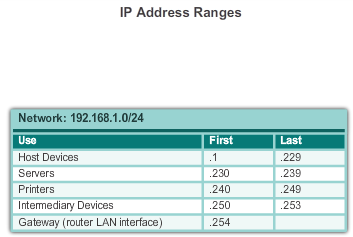 IP Address Ranges
Network: 192.168.1.0/24
Use First Last
Host Devices .1 .229
Servers .230 .239
Printers .240 .249
Intermediary Devices .250 .253
Gateway (router LAN interface) .254